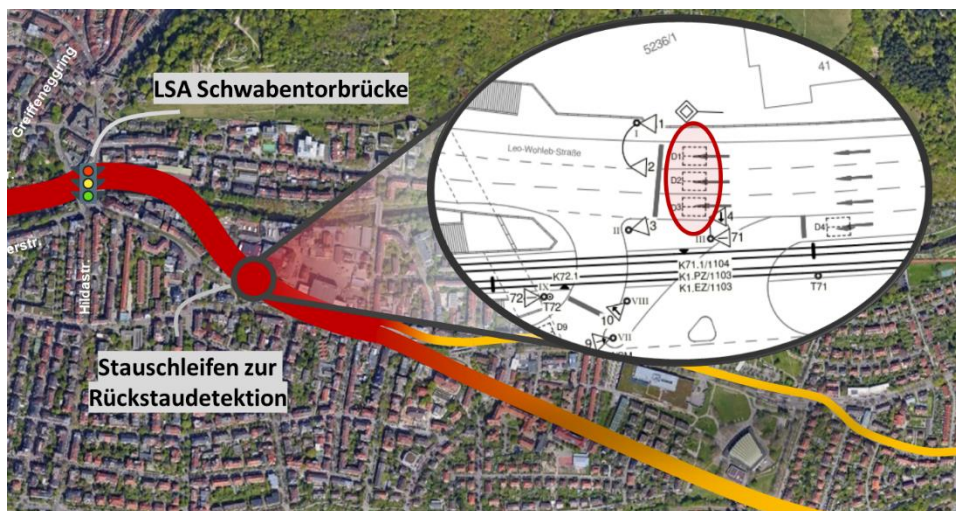 Greiffeneggring
LSA Schwabentorbrücke
Hildastr.
erstr.
Stauschleifen zur
Rückstaudetektion
5236/1
41
Leo-Wohleb-Straße
I
1
2
D1
D2
D3
4
II
3
III
71
D4
K72.1
K71.1/1104
K1.PZ/1103
K1.EZ/1103
T71
72
IX
T72
D9
10
VIII
9
VII